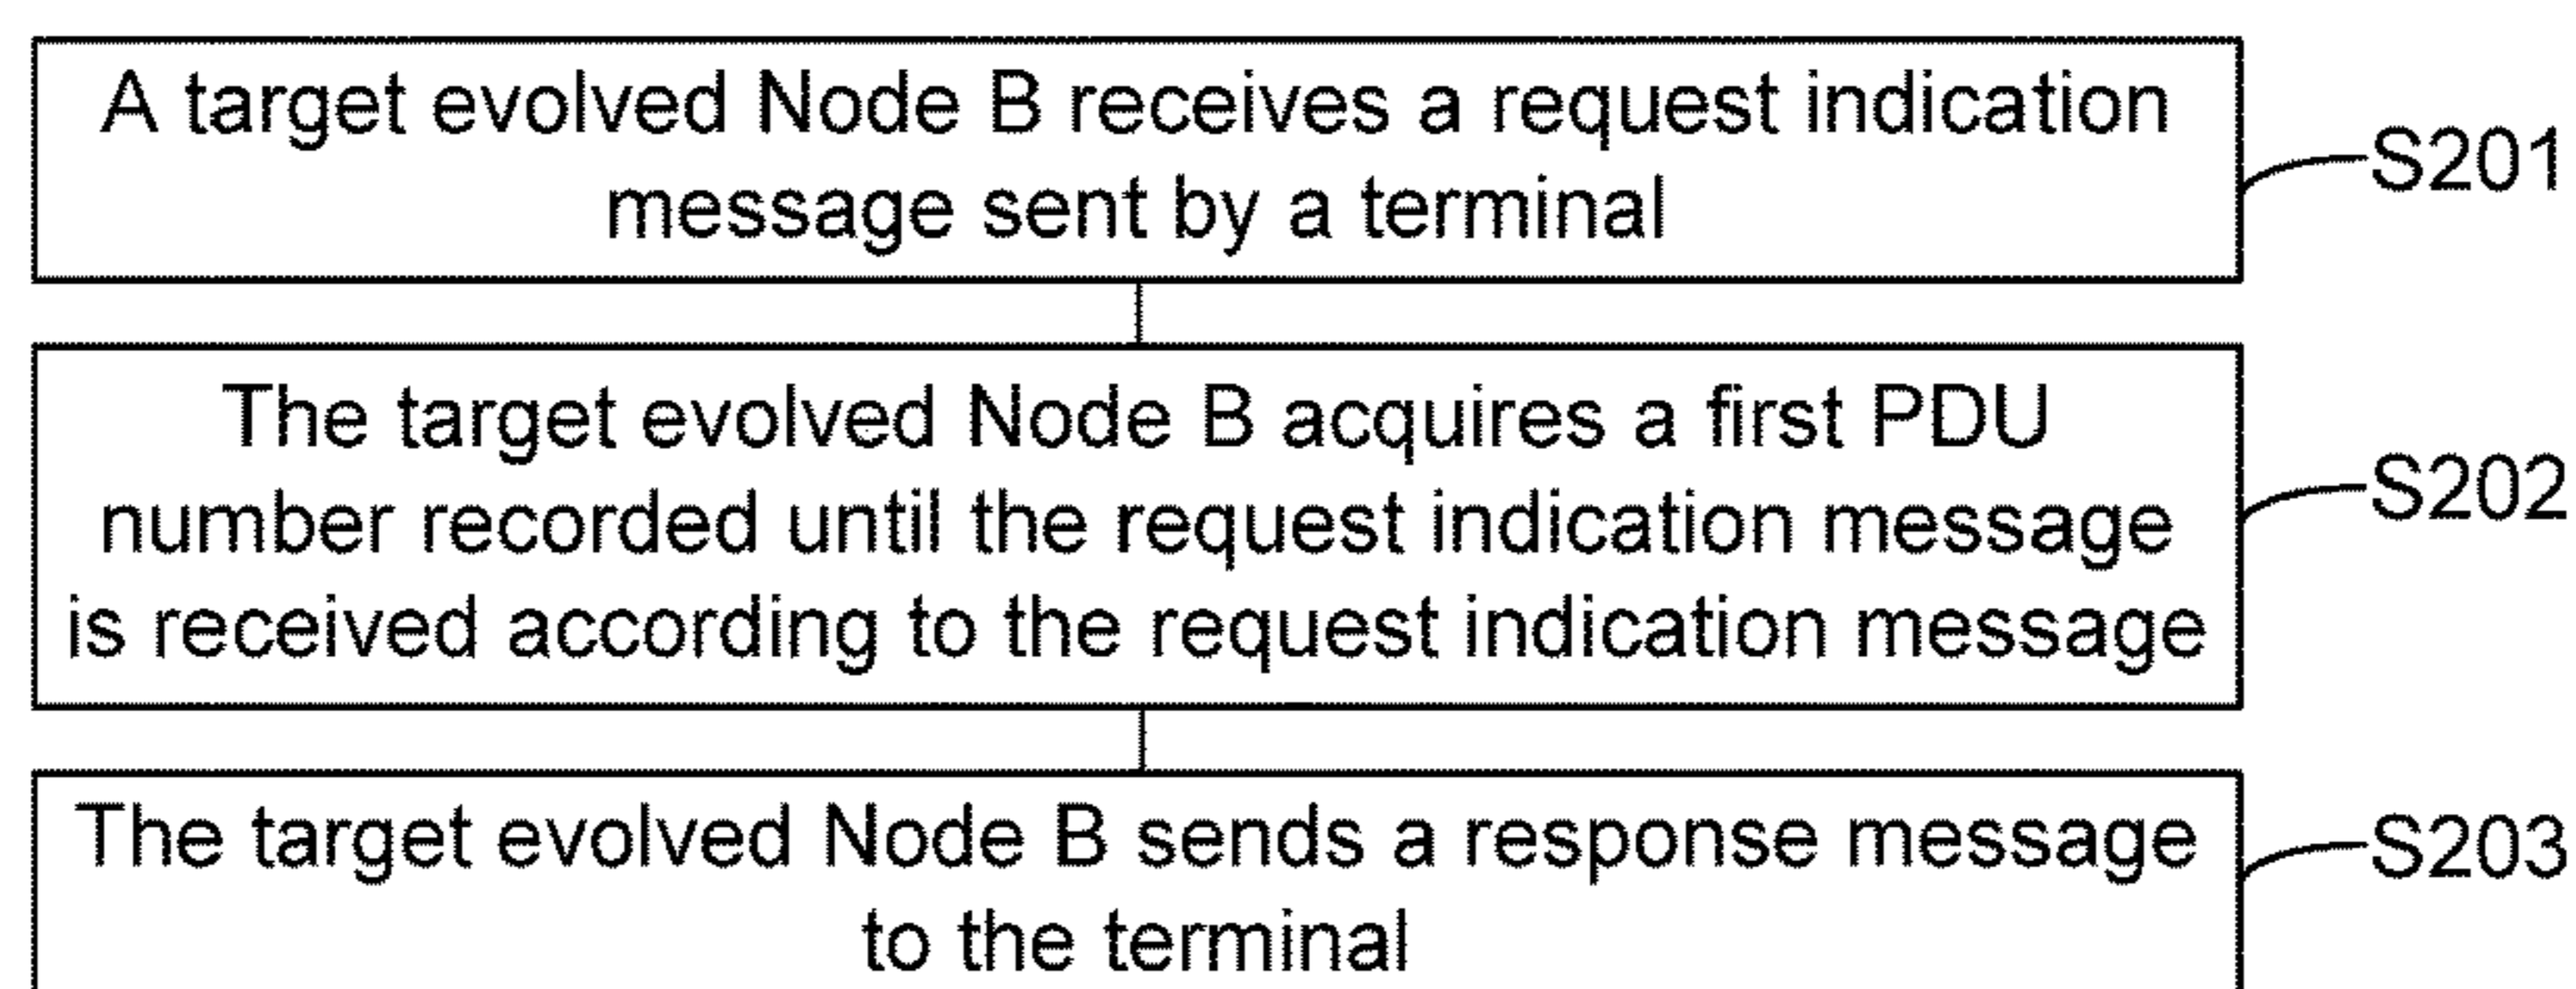 A target evolved Node B receives a request indication
message sent by a terminal
S201
The target evolved Node B acquires a first PDU
number recorded until the request indication message
is received according to the request indication message
S202
The target evolved Node B sends a response message
to the terminal
S203